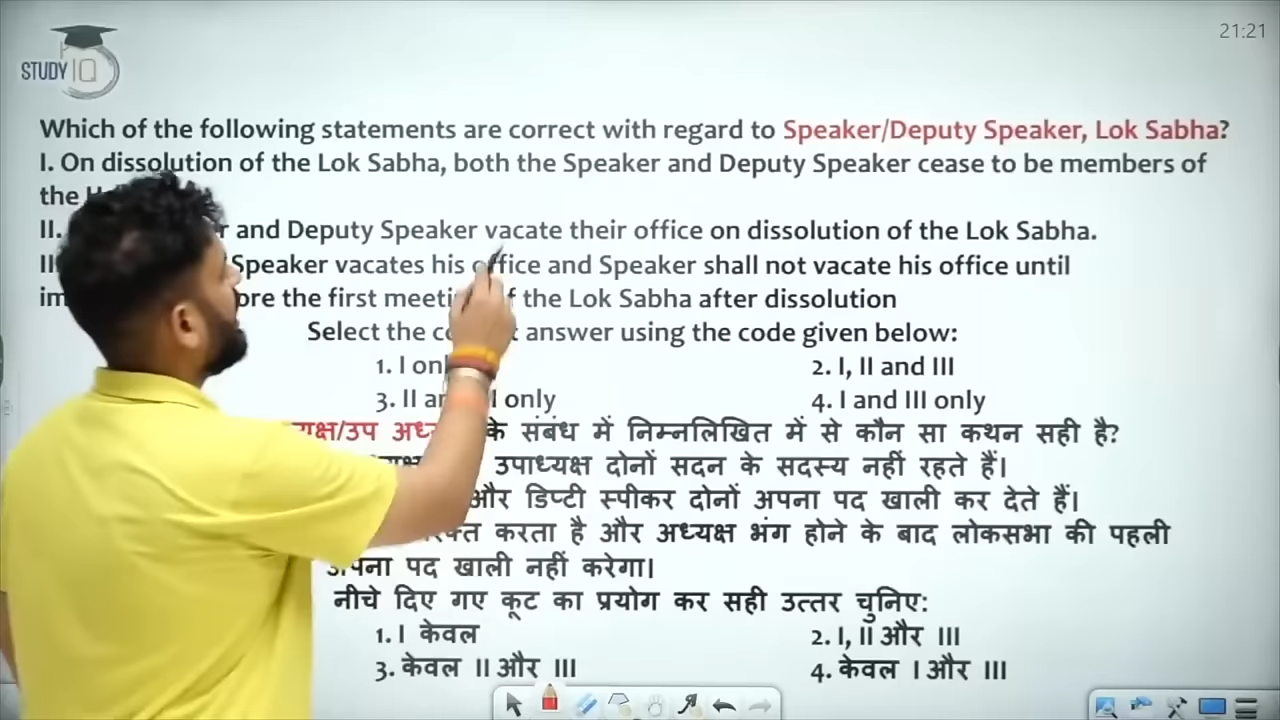 STUDY IQ
21:21
Which of the following statements are correct with regard to Speaker/Deputy Speaker, Lok Sabha?
I. On dissolution of the Lok Sabha, both the Speaker and Deputy Speaker cease to be members of
the
II. and Deputy Speaker vacate their office on dissolution of the Lok Sabha.
Speaker vacates his office and Speaker shall not vacate his office until
the first meeting the Lok Sabha after dissolution
Select the answer using the code given below:
1. I only
2. I, II and III
3. II only
4. I and III only
के संबंध में निम्नलिखित में से कौन सा कथन सही है?
उपाध्यक्ष दोनों सदन के सदस्य नहीं रहते हैं।
और डिप्टी स्पीकर दोनों अपना पद खाली कर देते हैं।
करता है और अध्यक्ष भंग होने के बाद लोकसभा की पहली
अपना पद खाली नहीं करेगा।
नीचे दिए गए कूट का प्रयोग कर सही उत्तर चुनिए:
1. I केवल
2. I, II और III
3. केवल II और III
4. केवल I और III